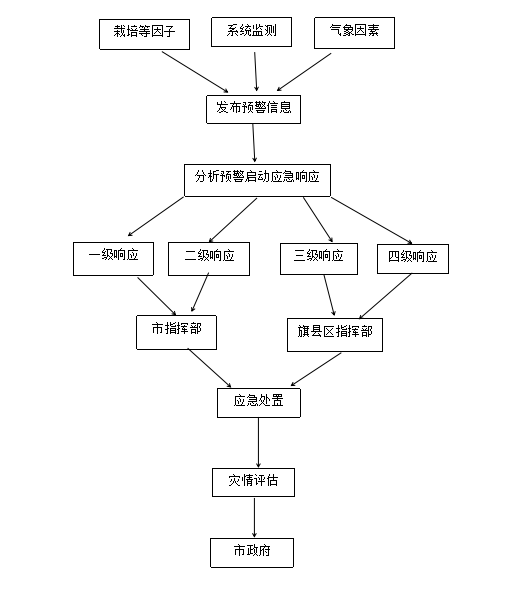 栽培等因子
系统监测
气象因素
发布预警信息
分析预警启动应急响应
一级响应
二级响应
三级响应
四级响应
市指挥部
旗县区指挥部
应急处置
灾情评估
市政府